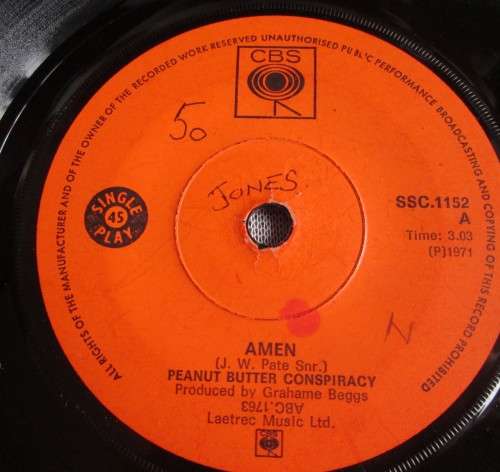 ALL RIGHTS OF THE MANUFACTURER AND OF THE OWNER OF THE RECORDED WORK RESERVED UNAUTHORISED PUBLIC PERFORMANCE BROADCASTING AND COPYING OF THIS RECORD PROHIBITED
CBS
50
JONES.
SINGLE
45
PLAY
SSC.1152
A
Time: 3.03
(P)1971
N
AMEN
(J. W. Pate Snr.)
PEANUT BUTTER CONSPIRACY
Produced by Grahame Beggs
ABC.1763
Laetrec Music Ltd.
CBS